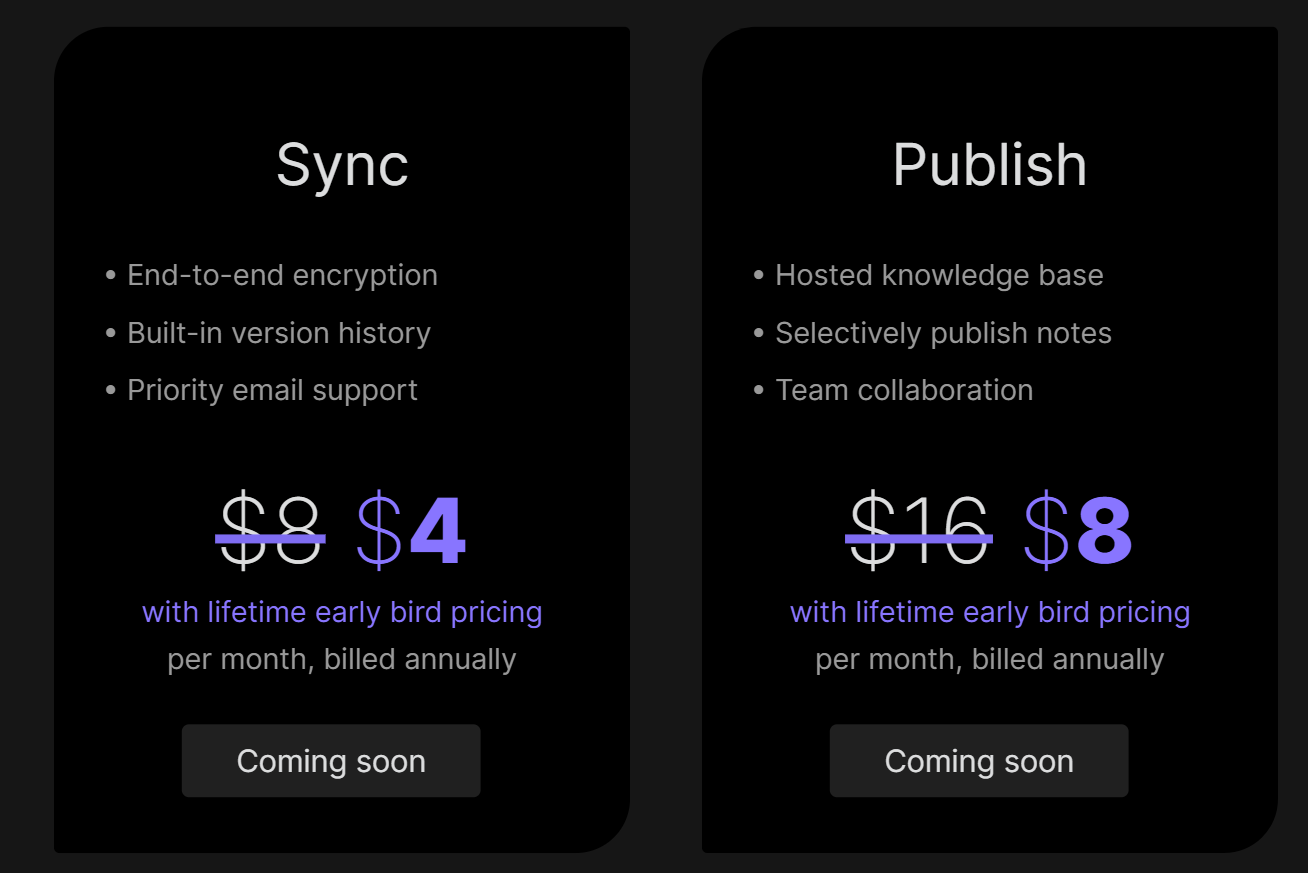 Sync
• End-to-end encryption
• Built-in version history
• Priority email support
$8 $4
with lifetime early bird pricing
per month, billed annually
Coming soon
Publish
• Hosted knowledge base
• Selectively publish notes
• Team collaboration
$16 $8
with lifetime early bird pricing
per month, billed annually
Coming soon